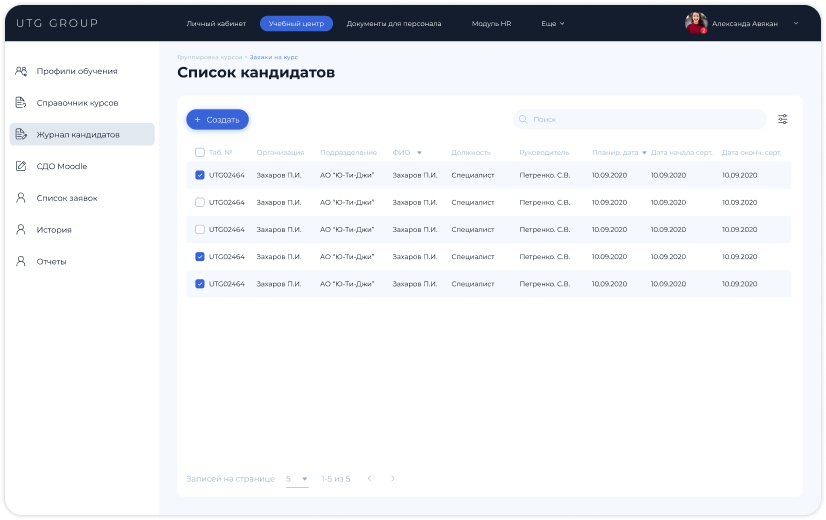 UTG GROUP Личный кабинет Учебный центр Документы для персонала Модуль HR Еще Александа Авякан
2
Профили обучения
Справочник курсов
Журнал кандидатов
СДО Moodle
Список заявок
История
Отчеты
Группировка курсов • Заявки на курс
Список кандидатов
+ Создать Поиск
Таб. № Организация Подразделение ФИО Должность Руководитель Планир. дата Дата начала серт. Дата оконч. серт.
UTG02464 Захаров П.И. АО "Ю-Ти-Джи" Захаров П.И. Специалист Петренко. С.В. 10.09.2020 10.09.2020 10.09.2020
UTG02464 Захаров П.И. АО "Ю-Ти-Джи" Захаров П.И. Специалист Петренко. С.В. 10.09.2020 10.09.2020 10.09.2020
UTG02464 Захаров П.И. АО "Ю-Ти-Джи" Захаров П.И. Специалист Петренко. С.В. 10.09.2020 10.09.2020 10.09.2020
UTG02464 Захаров П.И. АО "Ю-Ти-Джи" Захаров П.И. Специалист Петренко. С.В. 10.09.2020 10.09.2020 10.09.2020
UTG02464 Захаров П.И. АО "Ю-Ти-Джи" Захаров П.И. Специалист Петренко. С.В. 10.09.2020 10.09.2020 10.09.2020
Записей на странице 5 1-5 из 5